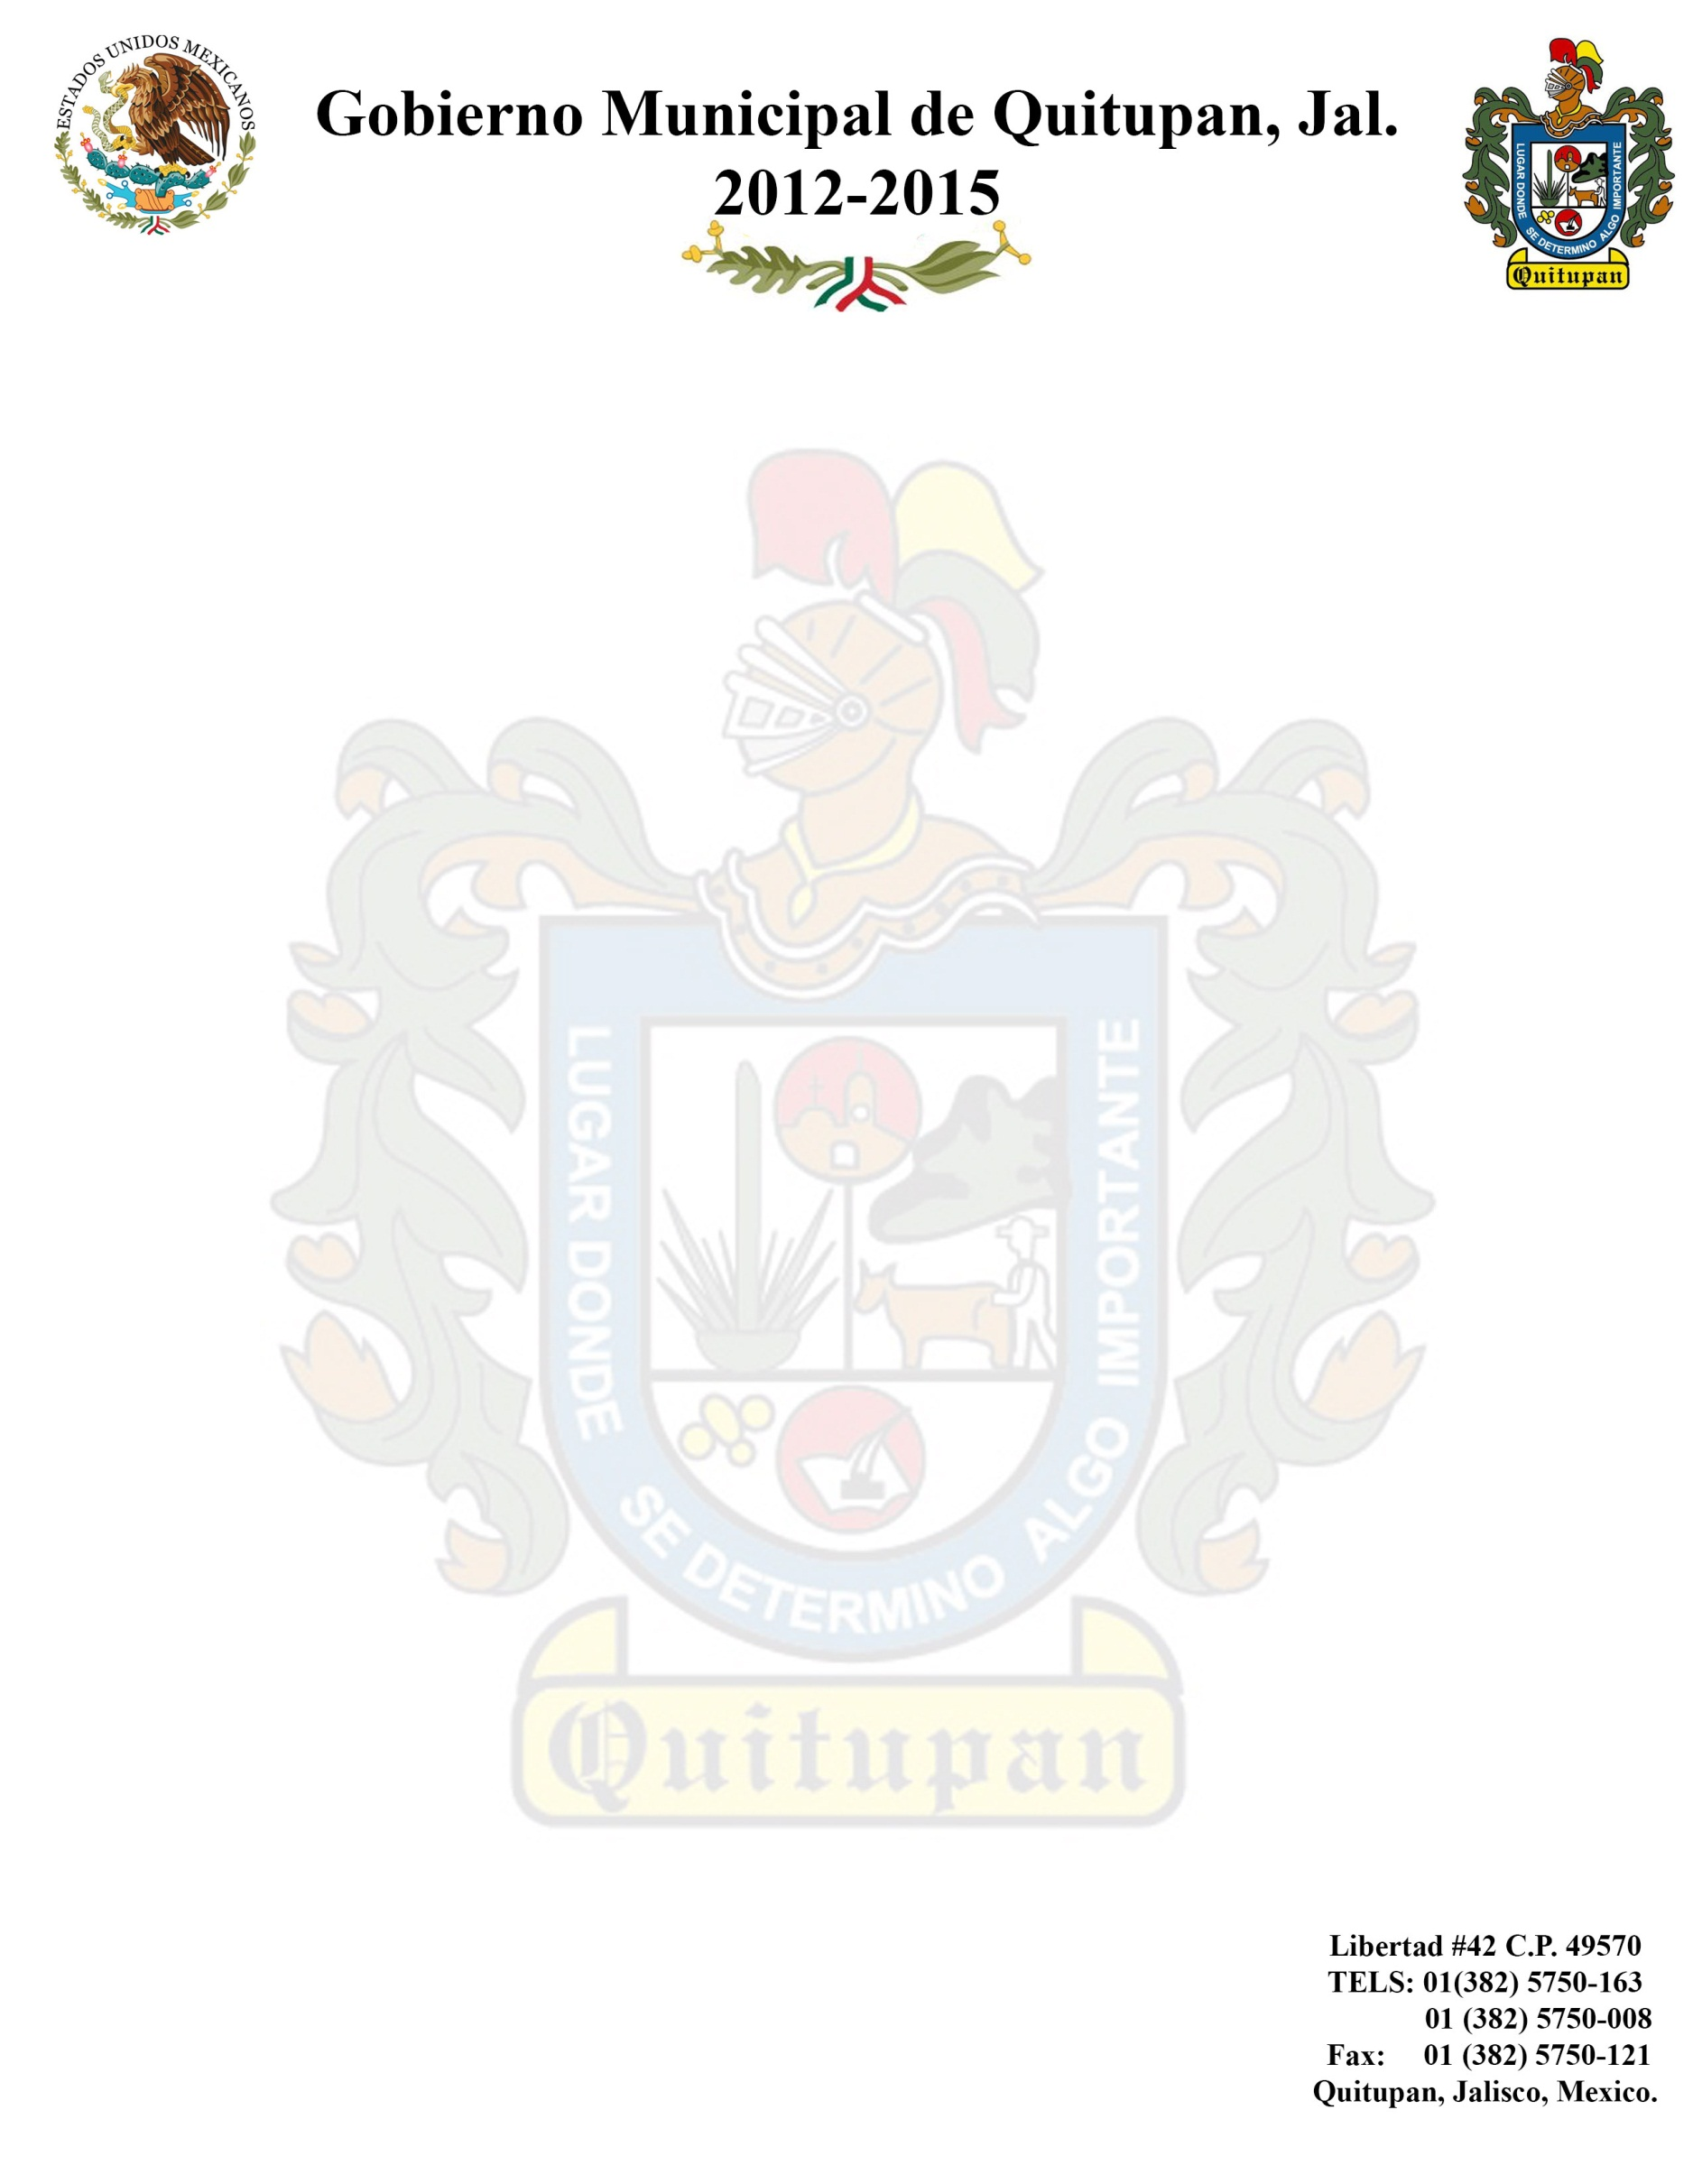 ESTADOS UNIDOS MEXICANOS
Gobierno Municipal de Quitupan, Jal.
2012-2015
LUGAR DONDE SE DETERMINO ALGO IMPORTANTE
Quitupan
LUGAR DONDE SE DETERMINO ALGO IMPORTANTE
Quitupan
Libertad #42 C.P. 49570
TELS: 01(382) 5750-163
01 (382) 5750-008
Fax: 01 (382) 5750-121
Quitupan, Jalisco, Mexico.